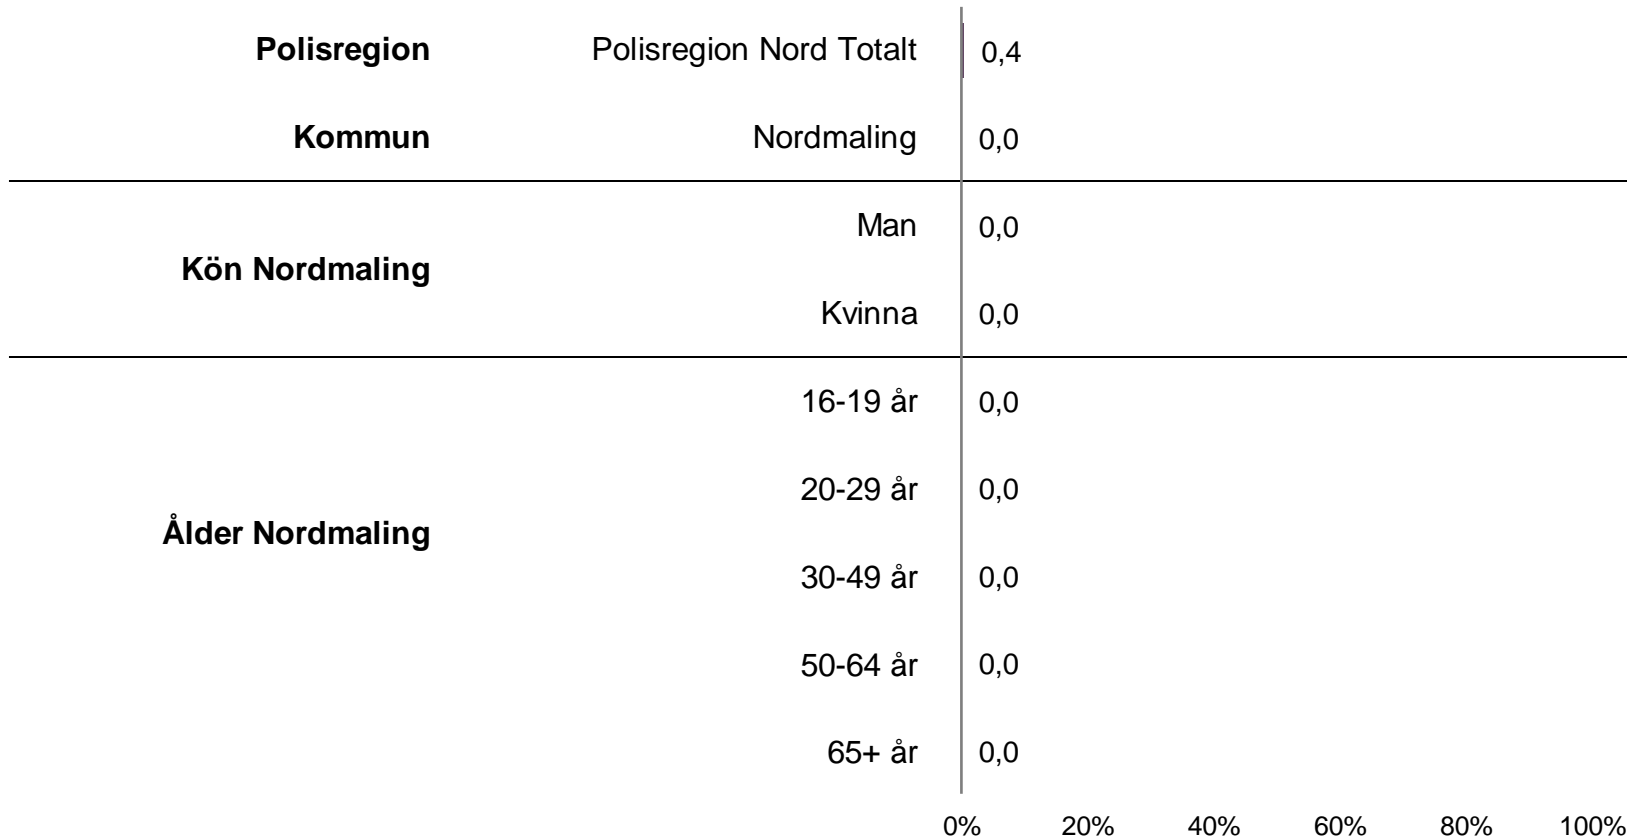 Polisregion Polisregion Nord Totalt 0,4
Kommun Nordmaling 0,0
Man 0,0
Kön Nordmaling
Kvinna 0,0
16-19 år 0,0
20-29 år 0,0
Ålder Nordmaling
30-49 år 0,0
50-64 år 0,0
65+ år 0,0
0% 20% 40% 60% 80% 100%